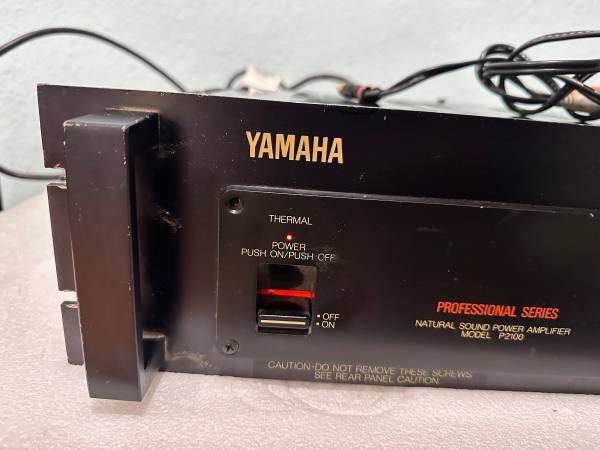 YAMAHA
THERMAL
POWER
PUSH ON/PUSH OFF
OFF
ON
PROFESSIONAL SERIES
NATURAL SOUND POWER AMPLIFIER
MODEL P2100
CAUTION-DO NOT REMOVE THESE SCREWS.
SEE REAR PANEL CAUTION.